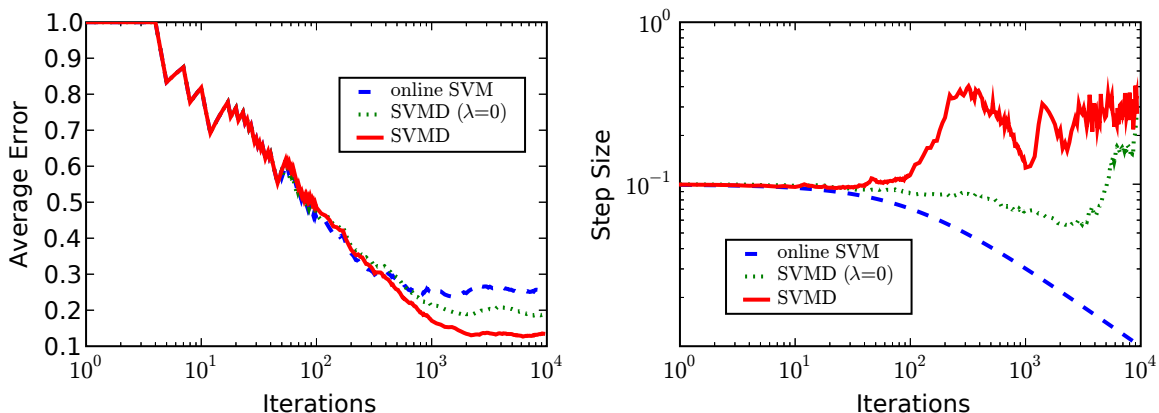 1.0
0.9
0.8
0.7
0.6
0.5
0.4
0.3
0.2
0.1
Average Error
10^0
10^1
10^2
10^3
10^4
Iterations
online SVM
SVMD (λ=0)
SVMD
10^0
10^-1
Step Size
10^0
10^1
10^2
10^3
10^4
Iterations
online SVM
SVMD (λ=0)
SVMD